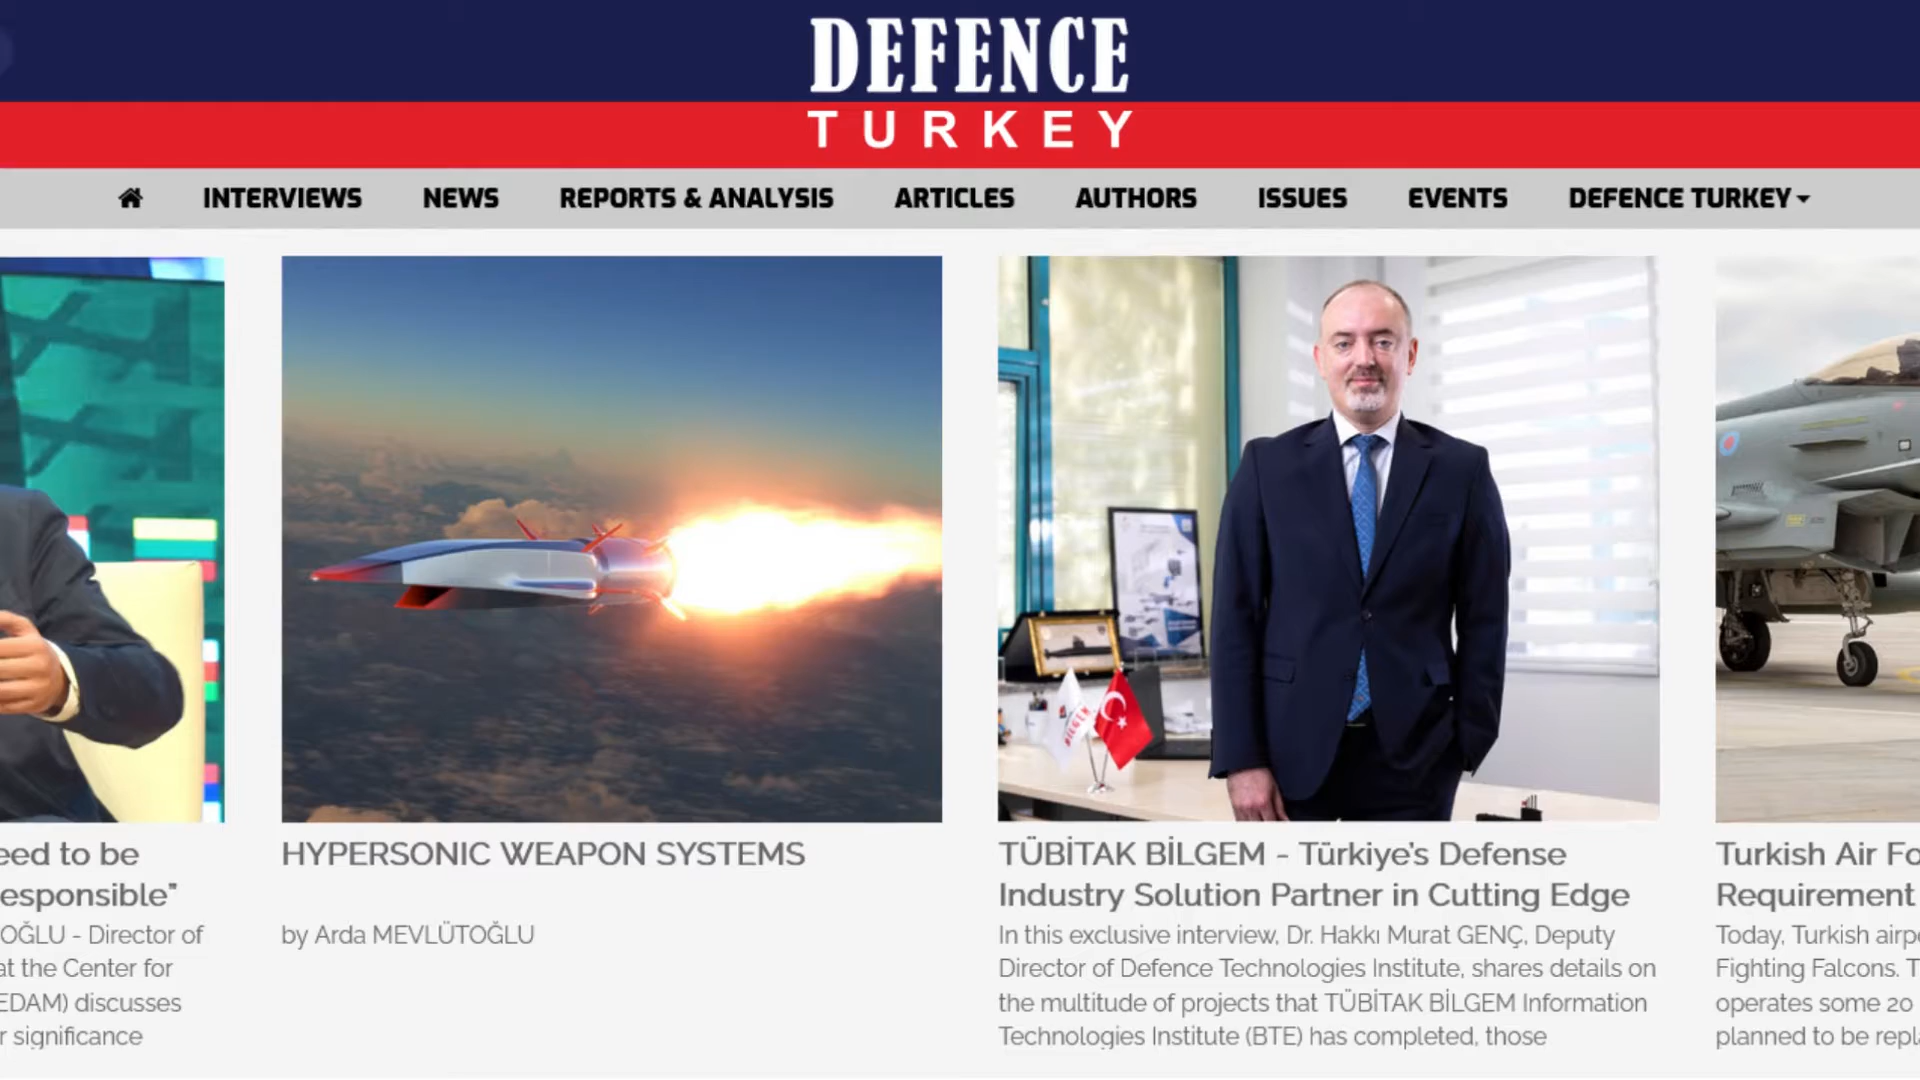 DEFENCE
TURKEY
INTERVIEWS NEWS REPORTS & ANALYSIS ARTICLES AUTHORS ISSUES EVENTS DEFENCE TURKEY
eed to be
esponsible"
OĞLU - Director of
at the Center for
EDAM) discusses
r significance
HYPERSONIC WEAPON SYSTEMS
by Arda MEVLÜTOĞLU
BILGEM
TÜBİTAK BİLGEM - Türkiye's Defense
Industry Solution Partner in Cutting Edge
In this exclusive interview, Dr. Hakkı Murat GENÇ, Deputy
Director of Defence Technologies Institute, shares details on
the multitude of projects that TÜBİTAK BİLGEM Information
Technologies Institute (BTE) has completed, those
Turkish Air Fo
Requirement
Today, Turkish airp
Fighting Falcons. T
operates some 20
planned to be repla